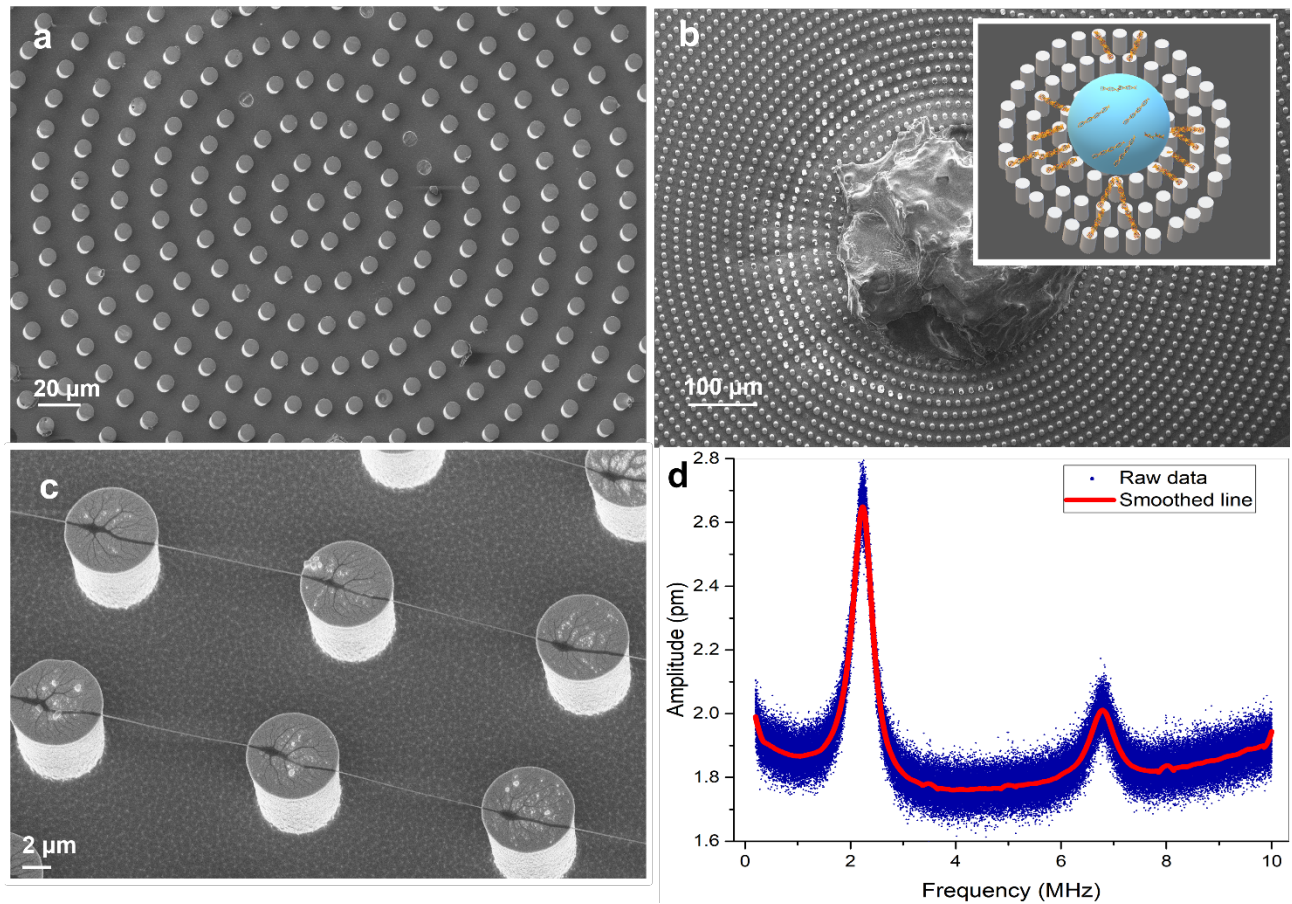 a
20 µm
b
100 µm
c
2 µm
d
Raw data
Smoothed line
2.8
2.6
2.4
2.2
2.0
1.8
1.6
Amplitude (pm)
0
2
4
6
8
10
Frequency (MHz)